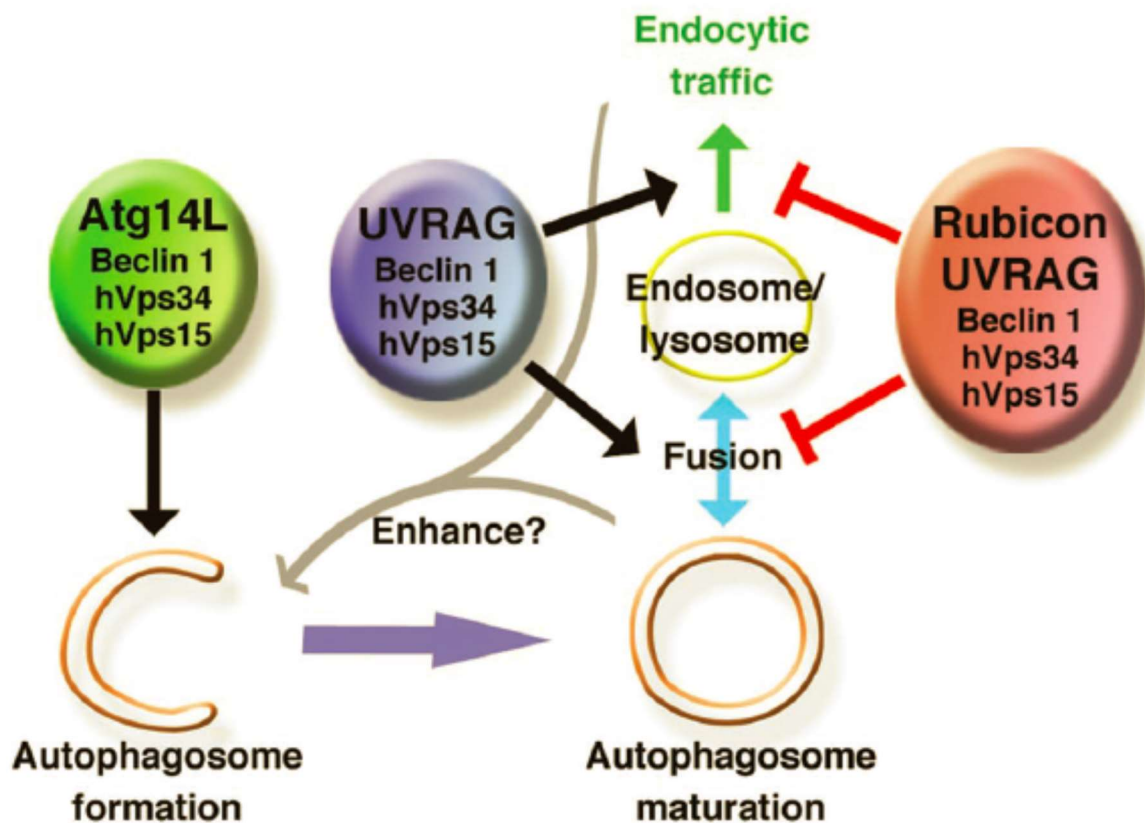 Endocytic
traffic
Atg14L
Beclin 1
hVps34
hVps15
UVRAG
Beclin 1
hVps34
hVps15
Endosome/
lysosome
Rubicon
UVRAG
Beclin 1
hVps34
hVps15
Fusion
Enhance?
Autophagosome
formation
Autophagosome
maturation